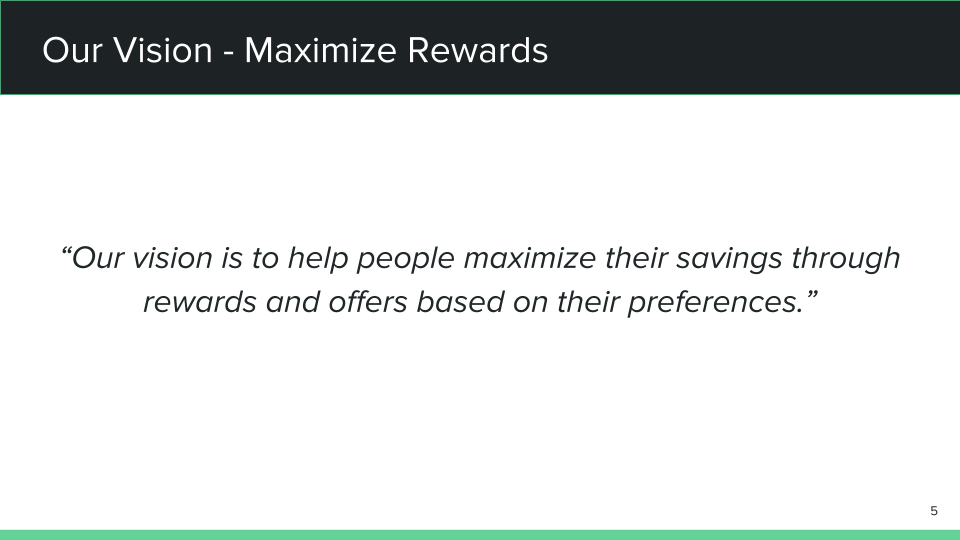 Our Vision - Maximize Rewards
“Our vision is to help people maximize their savings through
rewards and offers based on their preferences.”
5